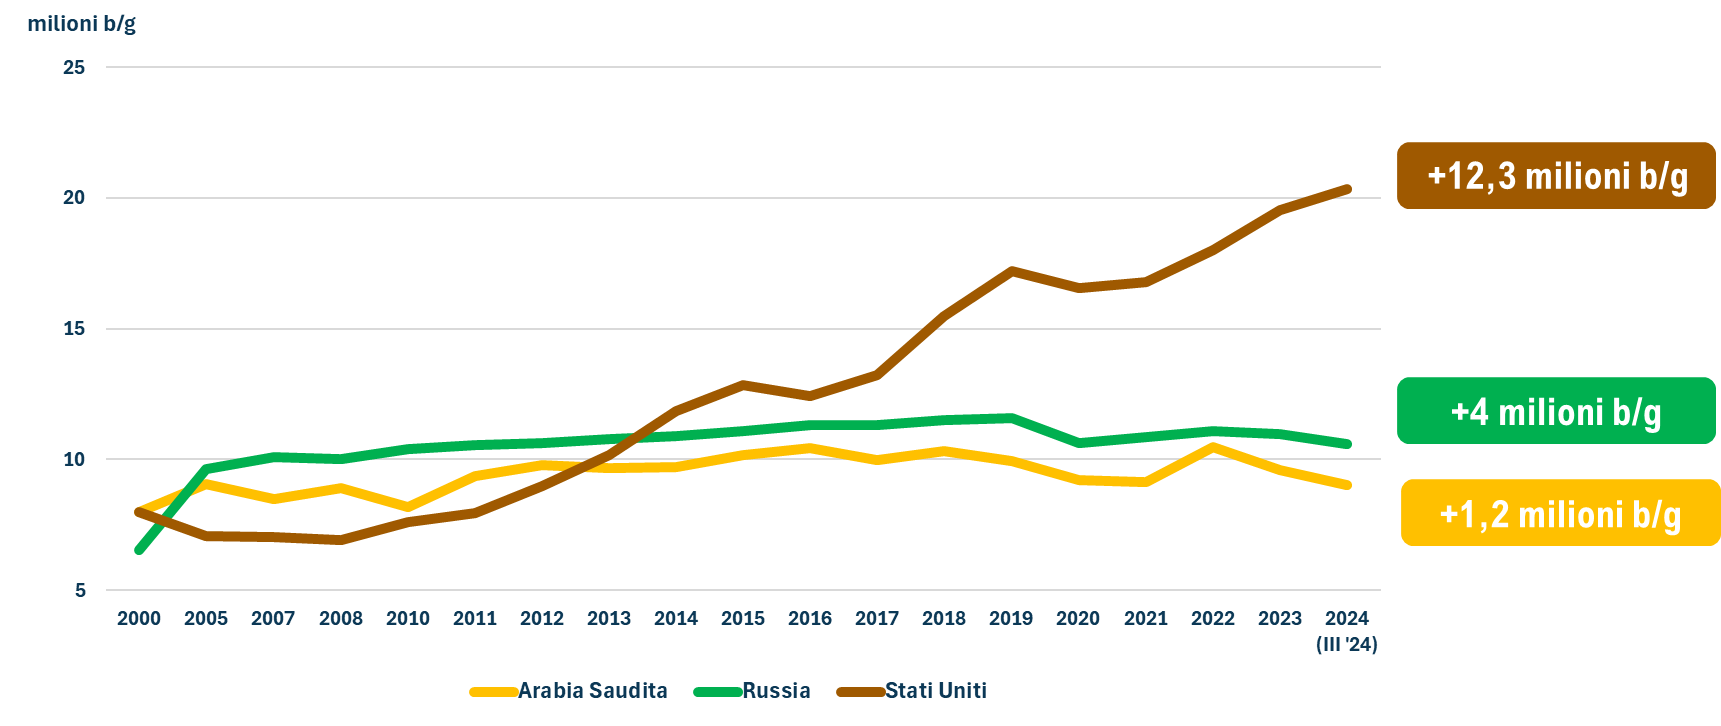 milioni b/g
25
20
15
10
5
+12,3 milioni b/g
+4 milioni b/g
+1,2 milioni b/g
2000 2005 2007 2008 2010 2011 2012 2013 2014 2015 2016 2017 2018 2019 2020 2021 2022 2023 2024
(III '24)
Arabia Saudita Russia Stati Uniti